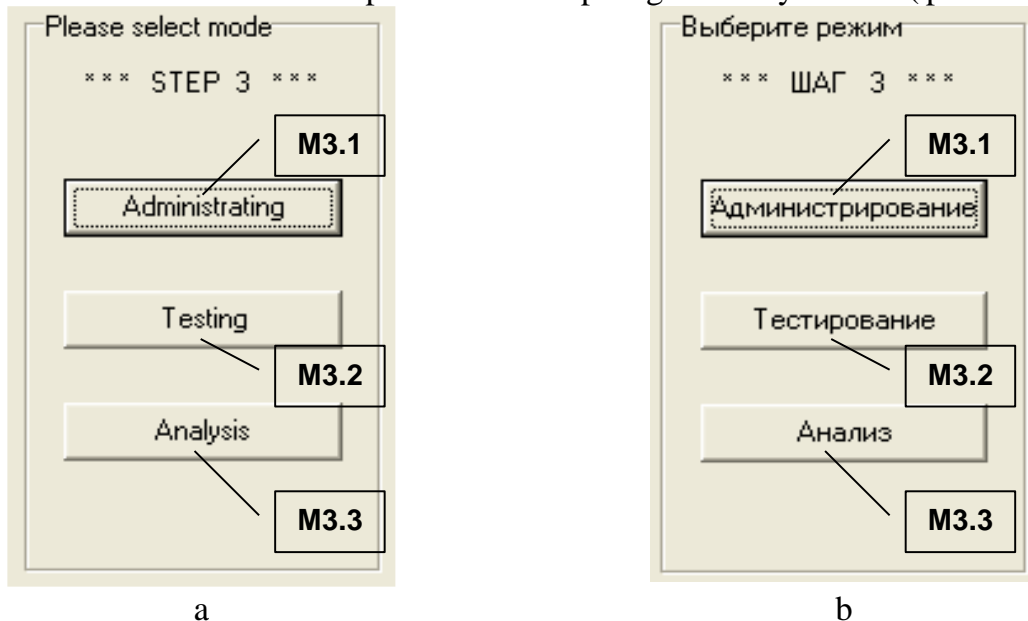 Please select mode
*** STEP 3 ***
M3.1
Administrating
Testing
M3.2
Analysis
M3.3
a
Выберите режим
*** ШАГ 3 ***
M3.1
Администрирование
Тестирование
M3.2
Анализ
M3.3
b